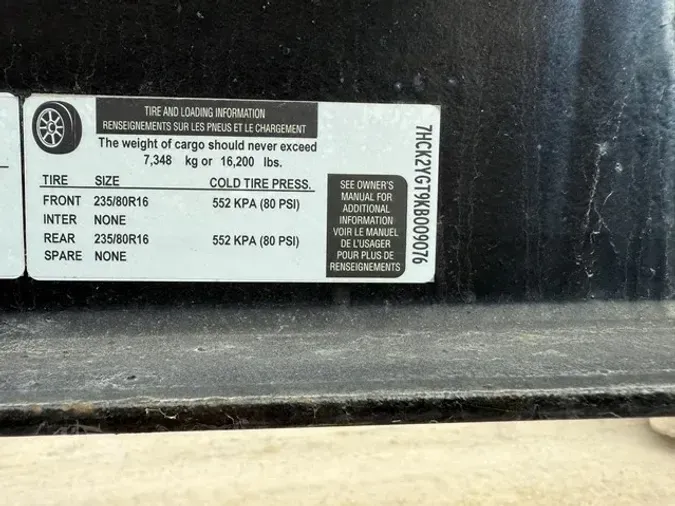 TIRE AND LOADING INFORMATION
RENSEIGNEMENTS SUR LES PNEUS ET LE CHARGEMENT
The weight of cargo should never exceed
7,348 kg or 16,200 lbs.
TIRE SIZE COLD TIRE PRESS.
FRONT 235/80R16 552 KPA (80 PSI)
INTER NONE
REAR 235/80R16 552 KPA (80 PSI)
SPARE NONE
SEE OWNER'S
MANUAL FOR
ADDITIONAL
INFORMATION
VOIR LE MANUEL
DE L'USAGER
POUR PLUS DE
RENSEIGNEMENTS
7HCK2YGT9KB009076